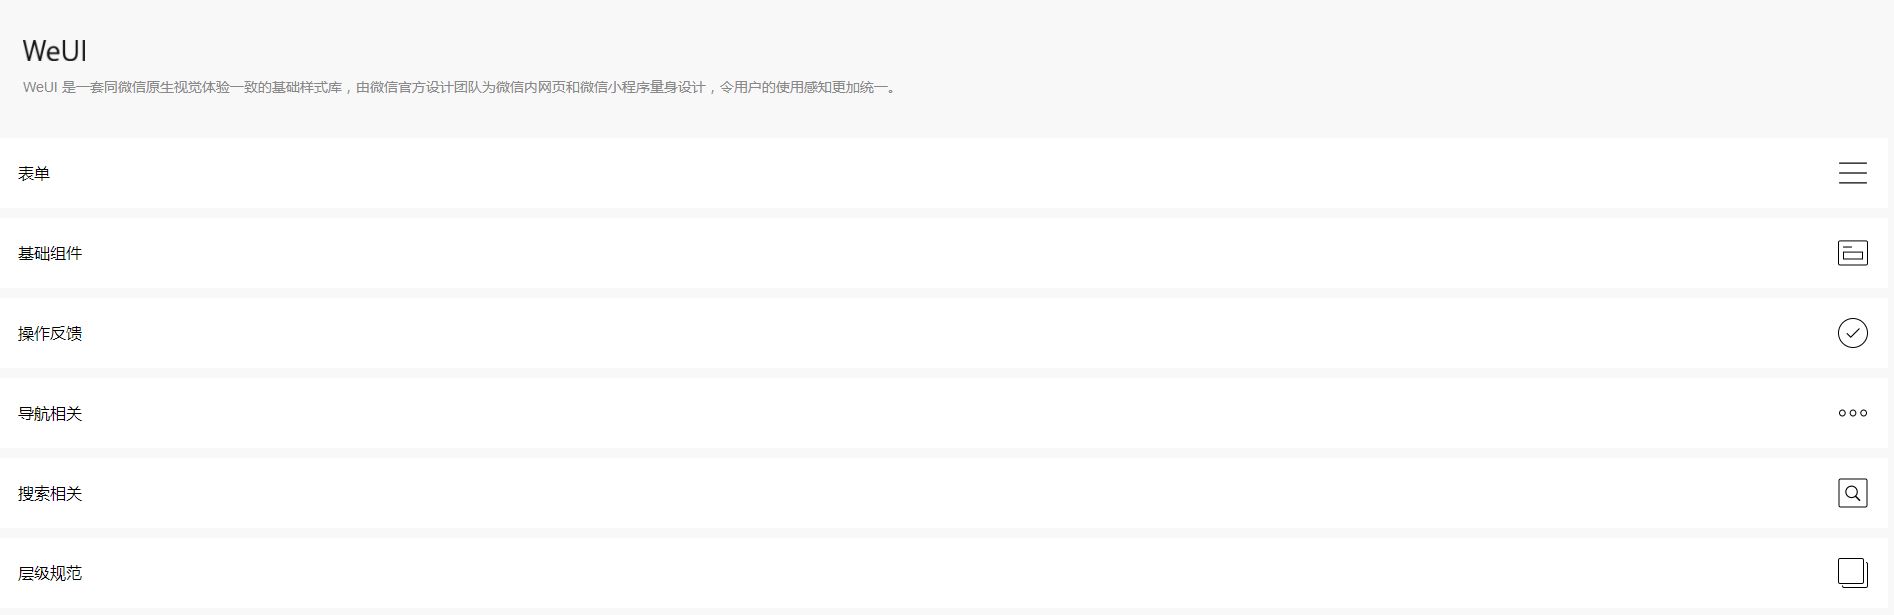 WeUI
WeUI 是一套同微信原生视觉体验一致的基础样式库，由微信官方设计团队为微信内网页和微信小程序量身设计，令用户的使用感知更加统一。
表单
基础组件
操作反馈
导航相关
搜索相关
层级规范